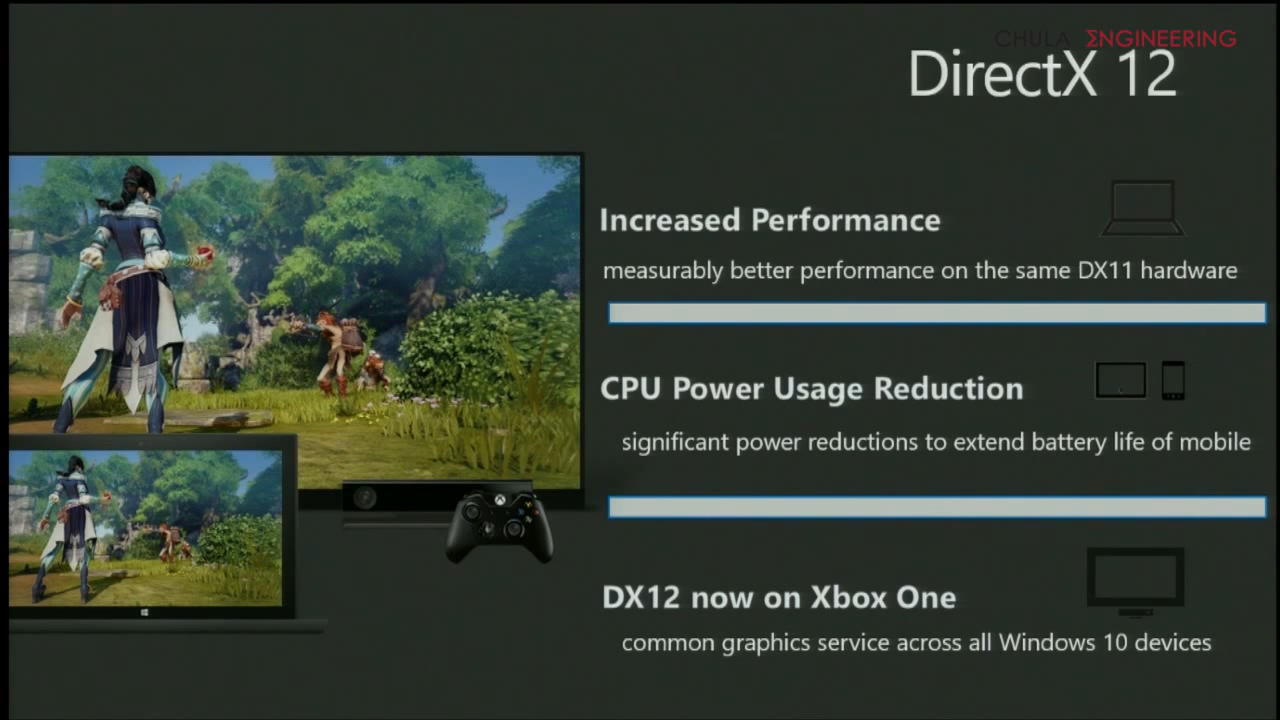 CHULA ΣNGINEERING
DirectX 12
Increased Performance
measurably better performance on the same DX11 hardware
CPU Power Usage Reduction
significant power reductions to extend battery life of mobile
DX12 now on Xbox One
common graphics service across all Windows 10 devices